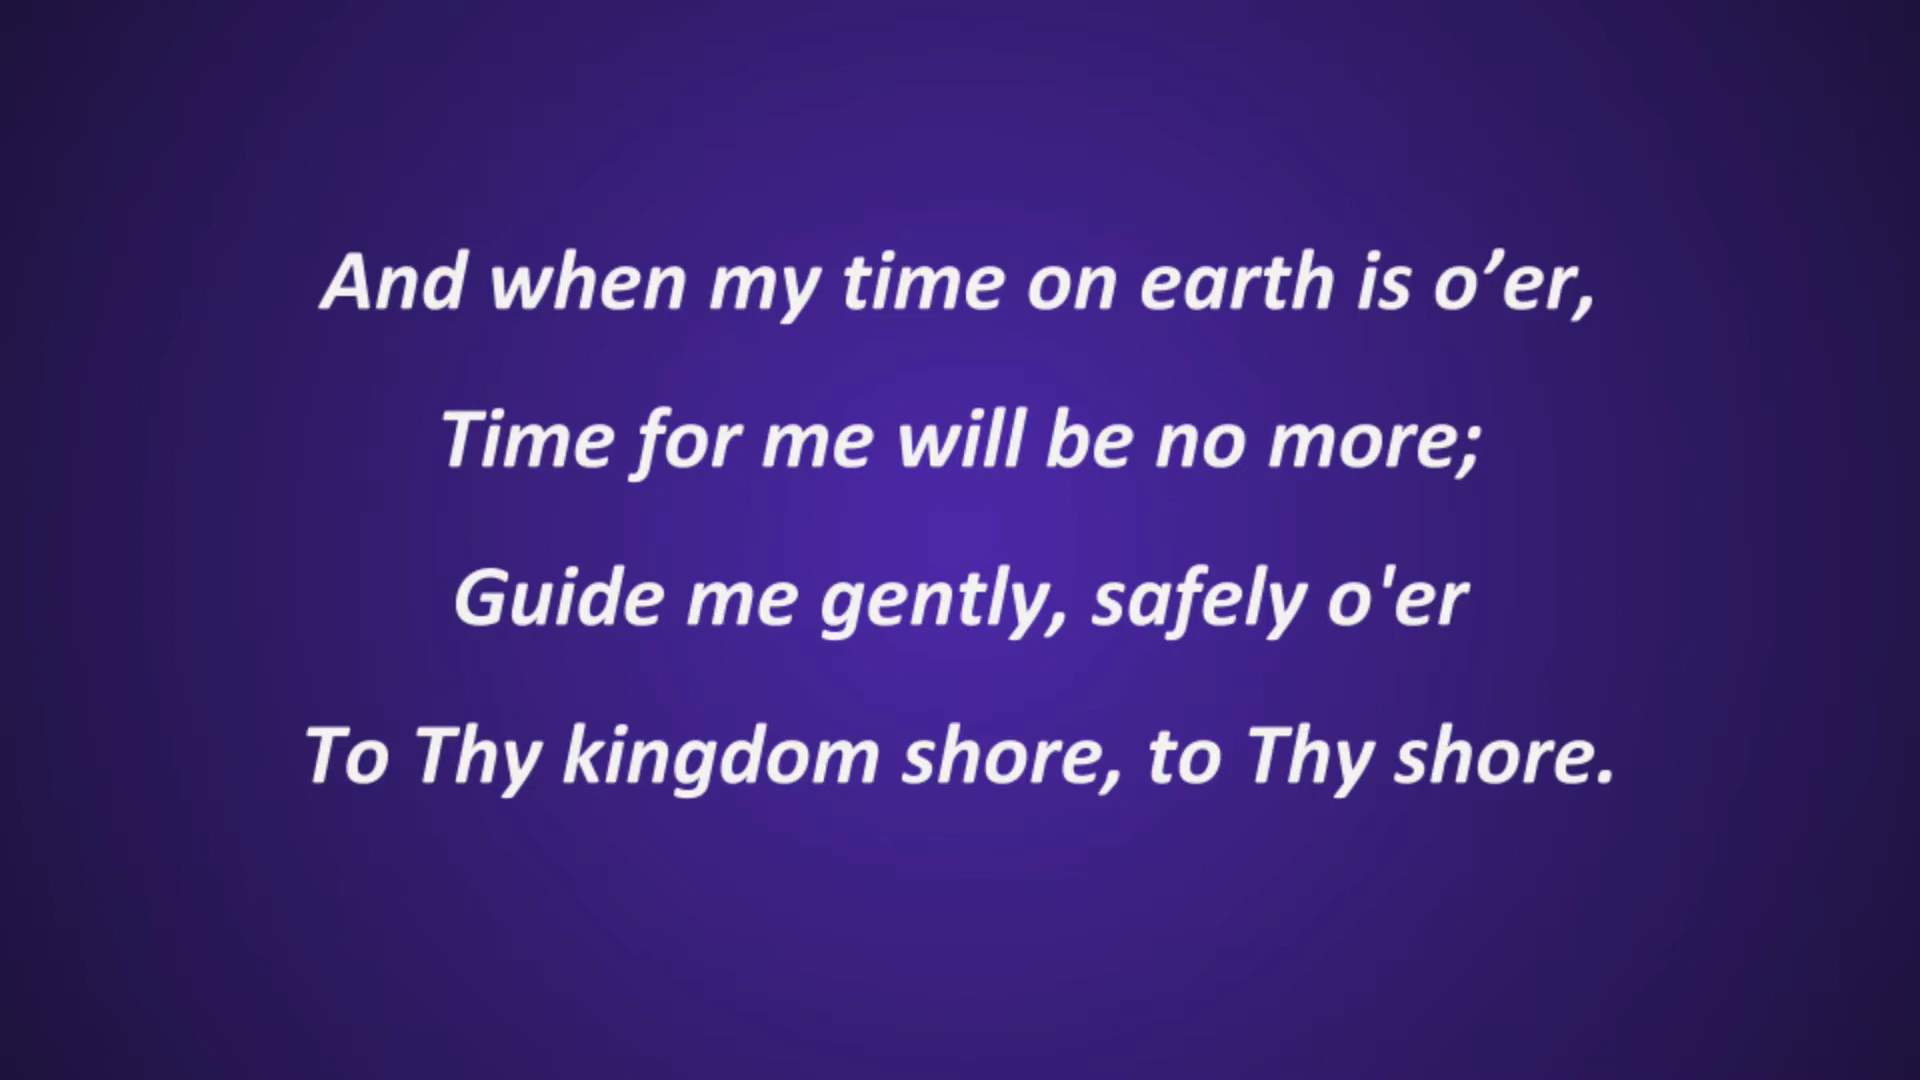 And when my time on earth is o’er,
Time for me will be no more;
Guide me gently, safely o'er
To Thy kingdom shore, to Thy shore.